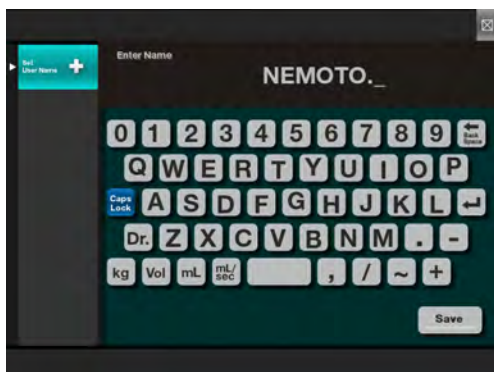 Enter Name
Set
User Name
NEMOTO._
0 1 2 3 4 5 6 7 8 9 Back Space
Q W E R T Y U I O P
Caps Lock A S D F G H J K L
Dr. Z X C V B N M . -
kg Vol mL mL/sec , / ~ +
Save